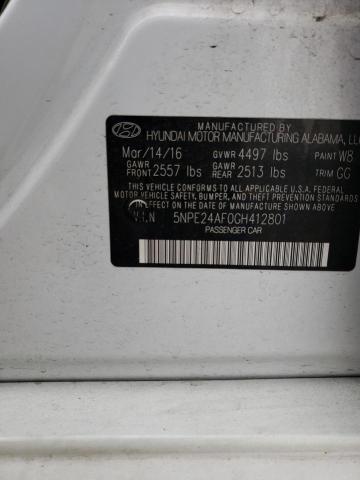 MANUFACTURED BY
HYUNDAI MOTOR MANUFACTURING ALABAMA, LLC
Mar/14/16 GVWR 4497 lbs PAINT W8
GAWR FRONT 2557 lbs GAWR REAR 2513 lbs TRIM GG
THIS VEHICLE CONFORMS TO ALL APPLICABLE U.S.A. FEDERAL
MOTOR VEHICLE SAFETY, BUMPER, AND THEFT PREVENTION STANDARDS
IN EFFECT ON THE DATE OF MANUFACTURE SHOWN ABOVE.
V.I.N 5NPE24AF0GH412801
PASSENGER CAR